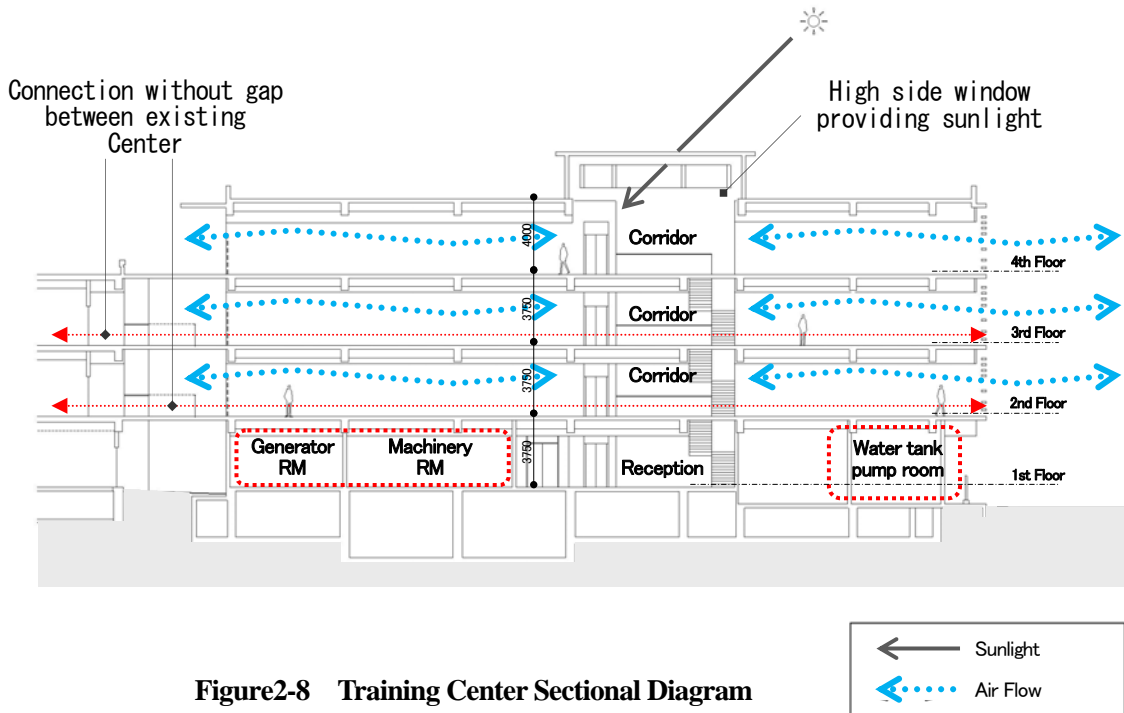 Connection without gap
between existing
Center
High side window
providing sunlight
4000
Corridor
4th Floor
3750
Corridor
3rd Floor
3750
Corridor
2nd Floor
Generator
RM
Machinery
RM
3750
Reception
Water tank
pump room
1st Floor
Sunlight
Air Flow
Figure2-8 Training Center Sectional Diagram